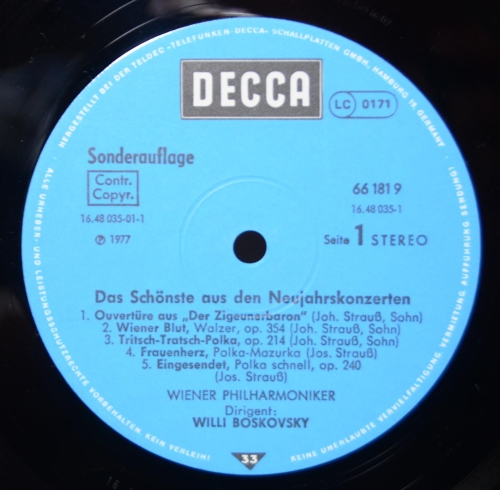 HERGESTELLT BEI DER TELDEC »TELEFUNKEN-DECCA« SCHALLPLATTEN GMBH, HAMBURG 19, GERMANY
DECCA
LC 0171
Sonderauflage
Contr.
Copyr.
66 181 9
16.48 035-01-1
16.48 035-1
℗ 1977
Seite 1 STEREO
Das Schönste aus den Neujahrskonzerten
1. Ouvertüre aus „Der Zigeunerbaron“ (Joh. Strauß, Sohn)
2. Wiener Blut, Walzer, op. 354 (Joh. Strauß, Sohn)
3. Tritsch-Tratsch-Polka, op. 214 (Joh. Strauß, Sohn)
4. Frauenherz, Polka-Mazurka (Jos. Strauß)
5. Eingesendet, Polka schnell, op. 240
(Jos. Strauß)
WIENER PHILHARMONIKER
Dirigent:
WILLI BOSKOVSKY
33
ALLE URHEBER- UND LEISTUNGSSCHUTZRECHTE VORBEHALTEN. KEIN VERLEIH!
KEINE UNERLAUBTE VERVIELFÄLTIGUNG, VERMIETUNG, AUFFÜHRUNG, SENDUNG!